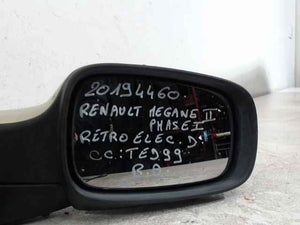 20194460
RENAULT MEGANE II
PHASE I
RETRO ELEC. D
CC: TE999
R.A